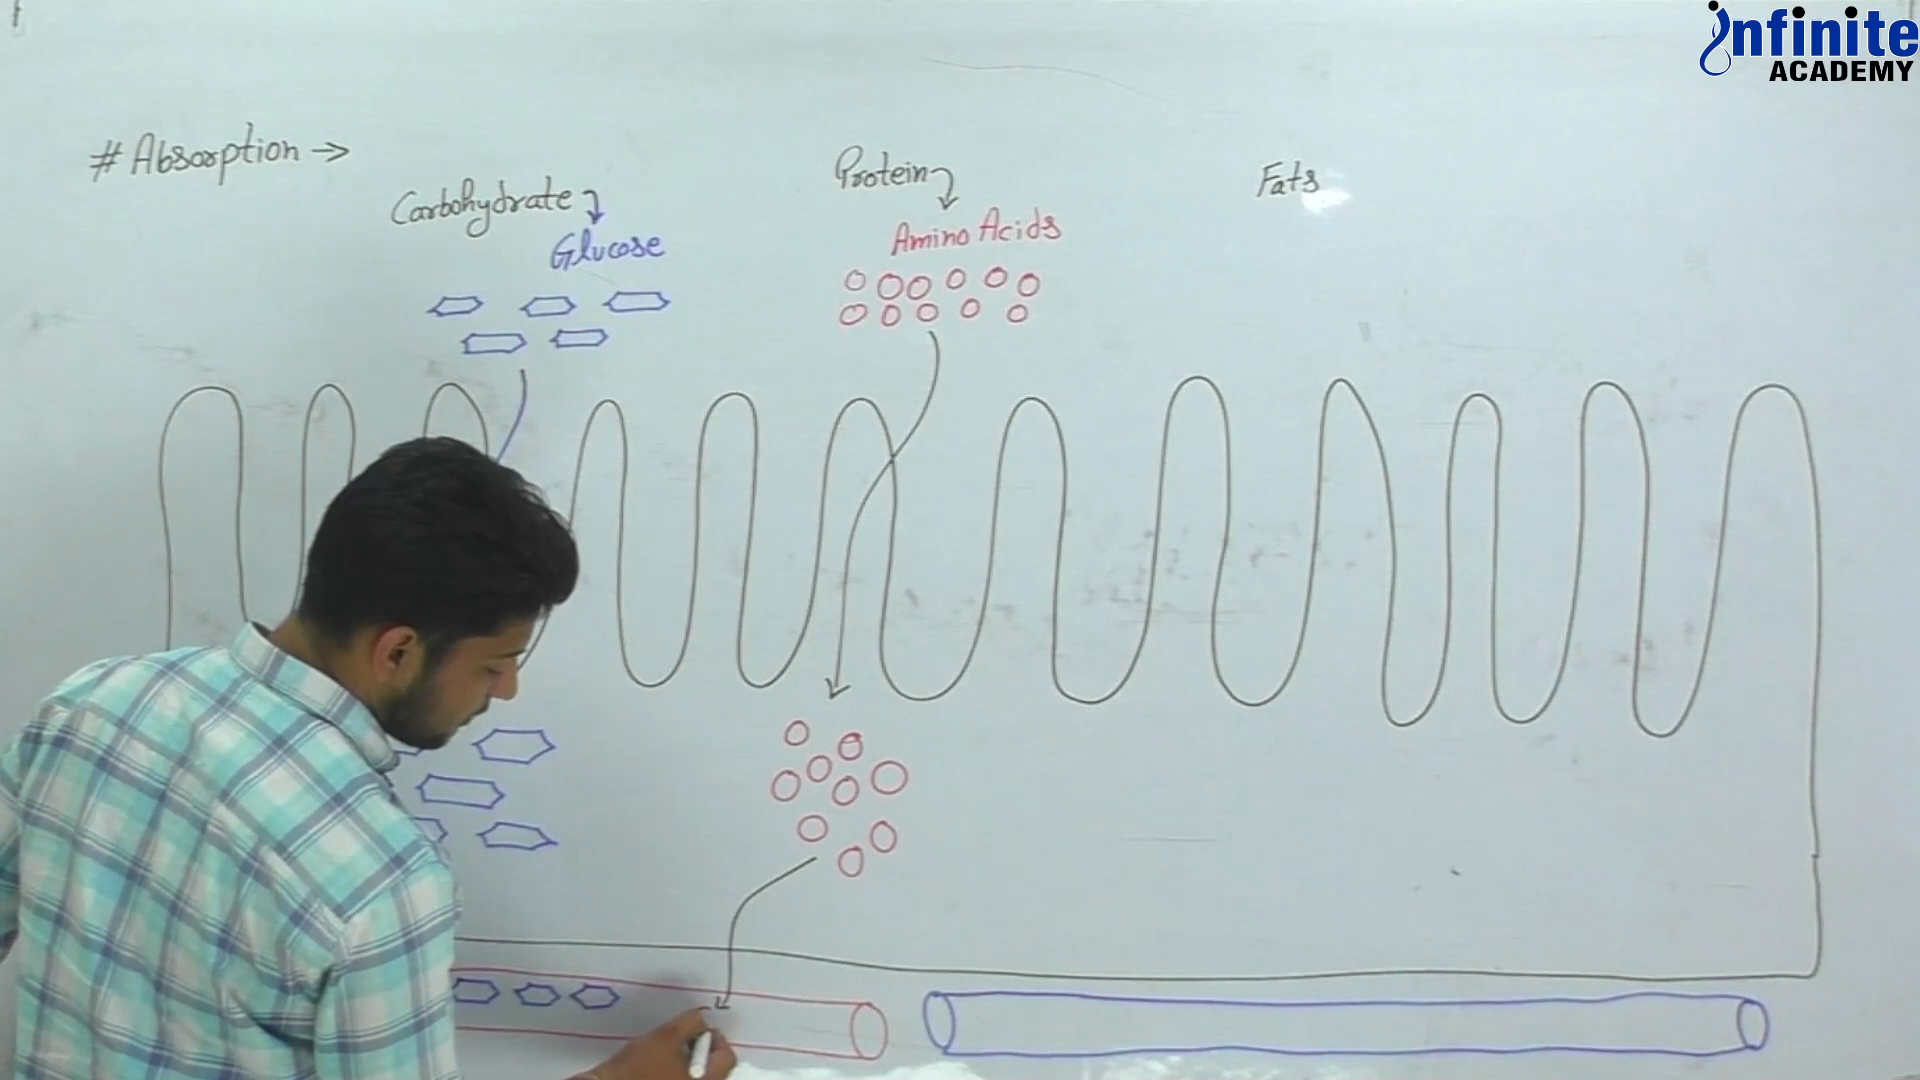 infinite
ACADEMY
# Absorption →
Carbohydrate
Glucose
Protein
Amino Acids
Fats